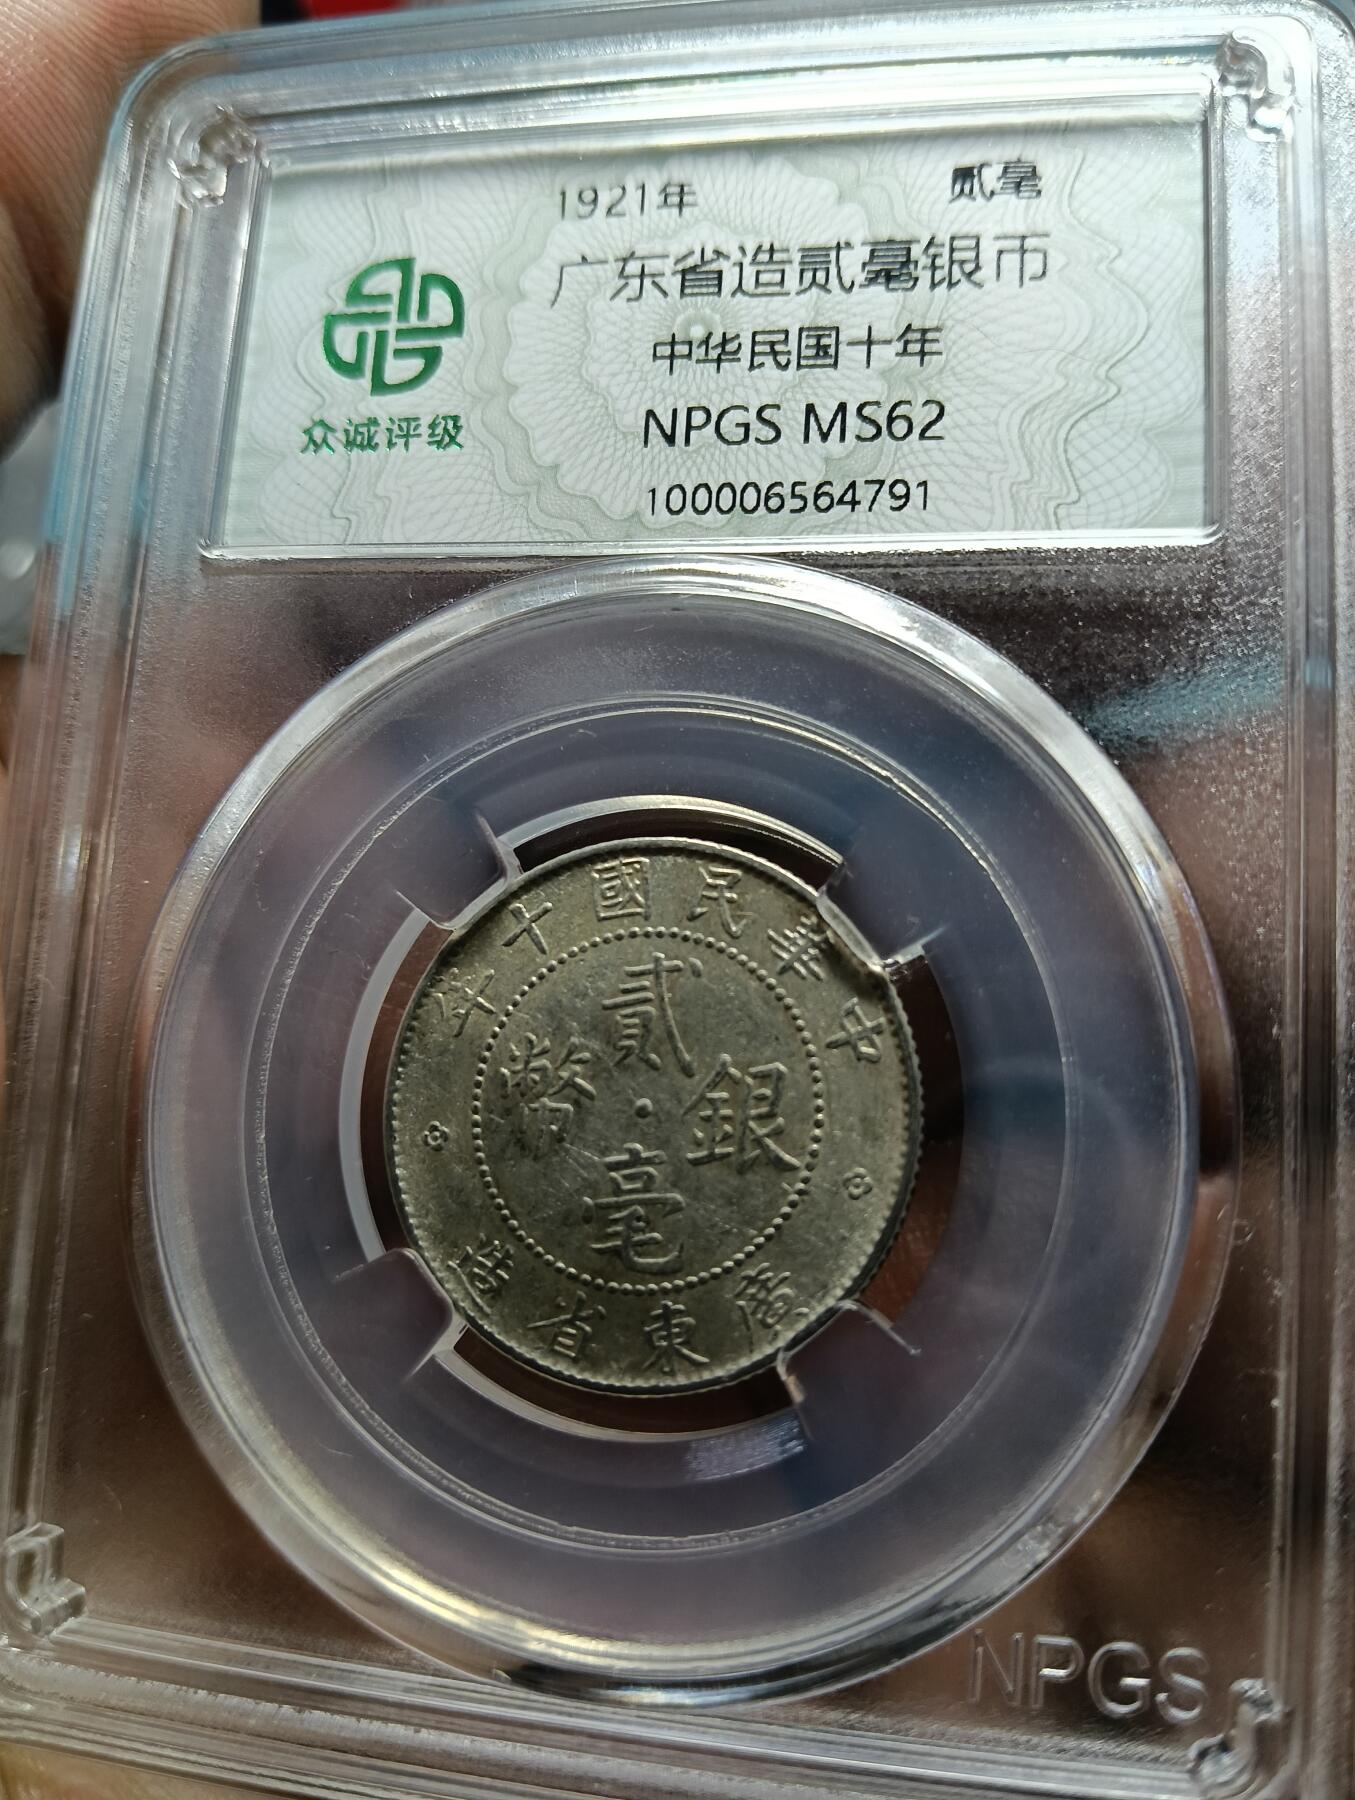 1921年 贰毫
广东省造贰毫银币
中华民国十年
NPGS MS62
100006564791
众诚评级
中華民國十年
貳毫銀幣
廣東省造
NPGS